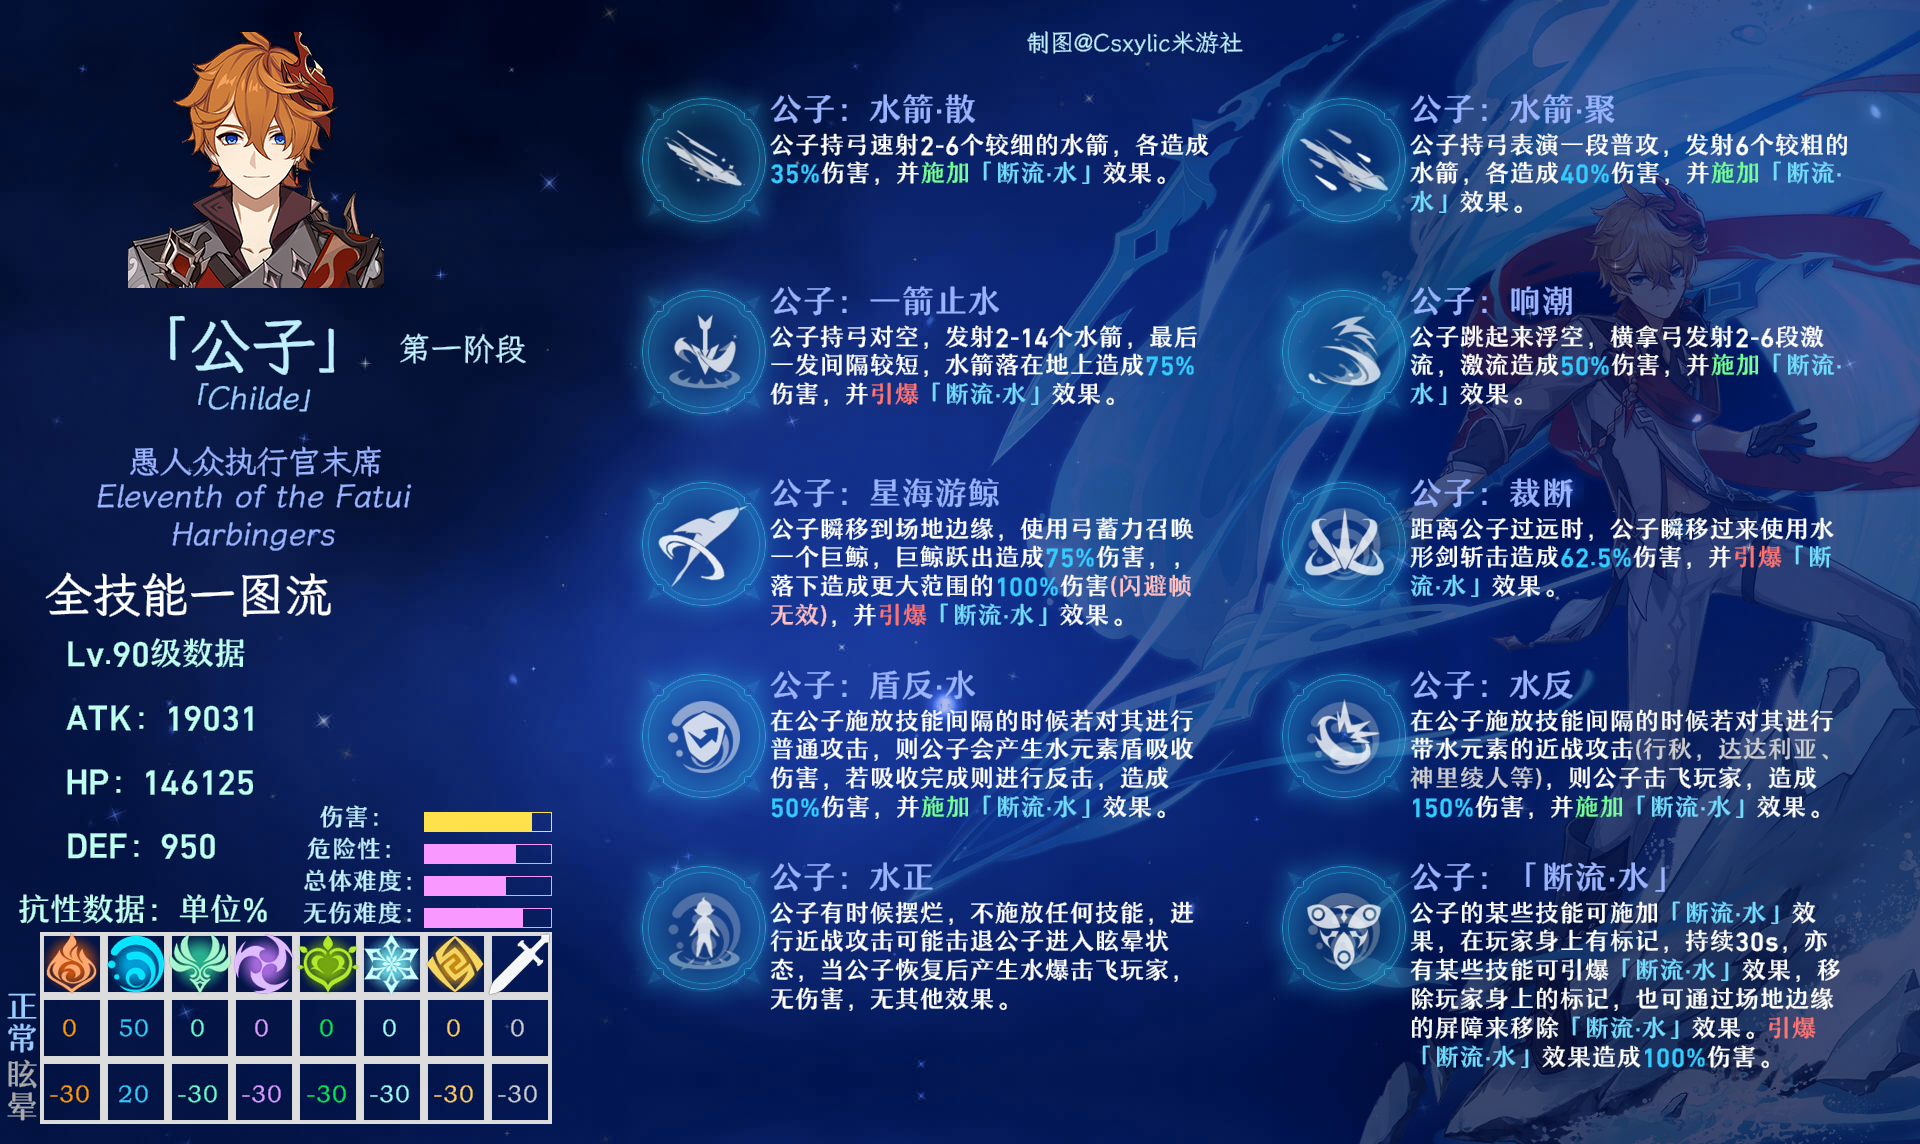 制图@Csxylic米游社
「公子」 第一阶段
「Childe」
愚人众执行官末席
Eleventh of the Fatui
Harbingers
全技能一图流
Lv.90级数据
ATK：19031
HP：146125
DEF：950
伤害：
危险性：
总体难度：
无伤难度：
抗性数据：单位%
正常 0 50 0 0 0 0 0 0
眩晕 -30 20 -30 -30 -30 -30 -30 -30
公子：水箭·散
公子持弓速射2-6个较细的水箭，各造成
35%伤害，并施加「断流·水」效果。
公子：水箭·聚
公子持弓表演一段普攻，发射6个较粗的
水箭，各造成40%伤害，并施加「断流·
水」效果。
公子：一箭止水
公子持弓对空，发射2-14个水箭，最后
一发间隔较短，水箭落在地上造成75%
伤害，并引爆「断流·水」效果。
公子：响潮
公子跳起来浮空，横拿弓发射2-6段激
流，激流造成50%伤害，并施加「断流·
水」效果。
公子：星海游鲸
公子瞬移到场地边缘，使用弓蓄力召唤
一个巨鲸，巨鲸跃出造成75%伤害，，
落下造成更大范围的100%伤害(闪避帧
无效)，并引爆「断流·水」效果。
公子：裁断
距离公子过远时，公子瞬移过来使用水
形剑斩击造成62.5%伤害，并引爆「断
流·水」效果。
公子：盾反·水
在公子施放技能间隔的时候若对其进行
普通攻击，则公子会产生水元素盾吸收
伤害，若吸收完成则进行反击，造成
50%伤害，并施加「断流·水」效果。
公子：水反
在公子施放技能间隔的时候若对其进行
带水元素的近战攻击(行秋，达达利亚、
神里绫人等)，则公子击飞玩家，造成
150%伤害，并施加「断流·水」效果。
公子：水正
公子有时候摆烂，不施放任何技能，进
行近战攻击可能击退公子进入眩晕状
态，当公子恢复后产生水爆击飞玩家，
无伤害，无其他效果。
公子：「断流·水」
公子的某些技能可施加「断流·水」效
果，在玩家身上有标记，持续30s，亦
有某些技能可引爆「断流·水」效果，移
除玩家身上的标记，也可通过场地边缘
的屏障来移除「断流·水」效果。引爆
「断流·水」效果造成100%伤害。